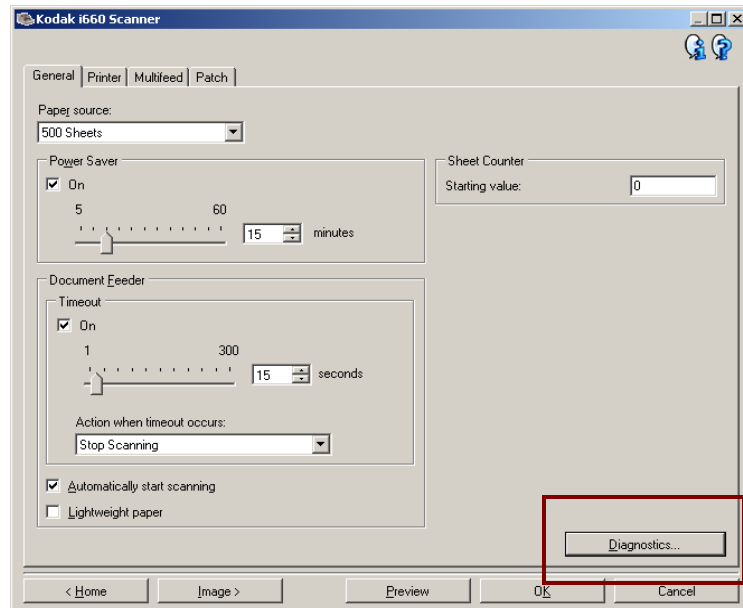 Kodak i660 Scanner
General Printer Multifeed Patch
Paper source:
500 Sheets
Power Saver
On
5 60
15 minutes
Sheet Counter
Starting value: 0
Document Feeder
Timeout
On
1 300
15 seconds
Action when timeout occurs:
Stop Scanning
Automatically start scanning
Lightweight paper
Diagnostics...
< Home Image > Preview OK Cancel